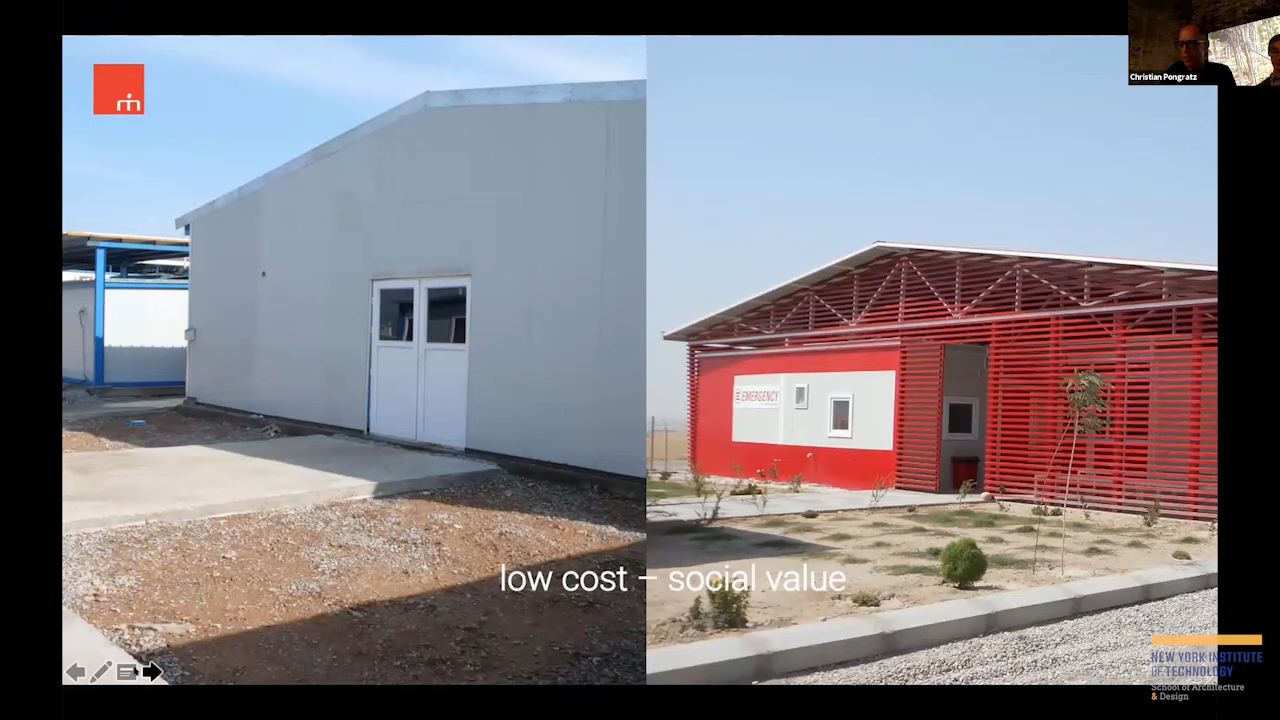 Christian Pongratz
EMERGENCY
low cost – social value
NEW YORK INSTITUTE
OF TECHNOLOGY
School of Architecture
& Design